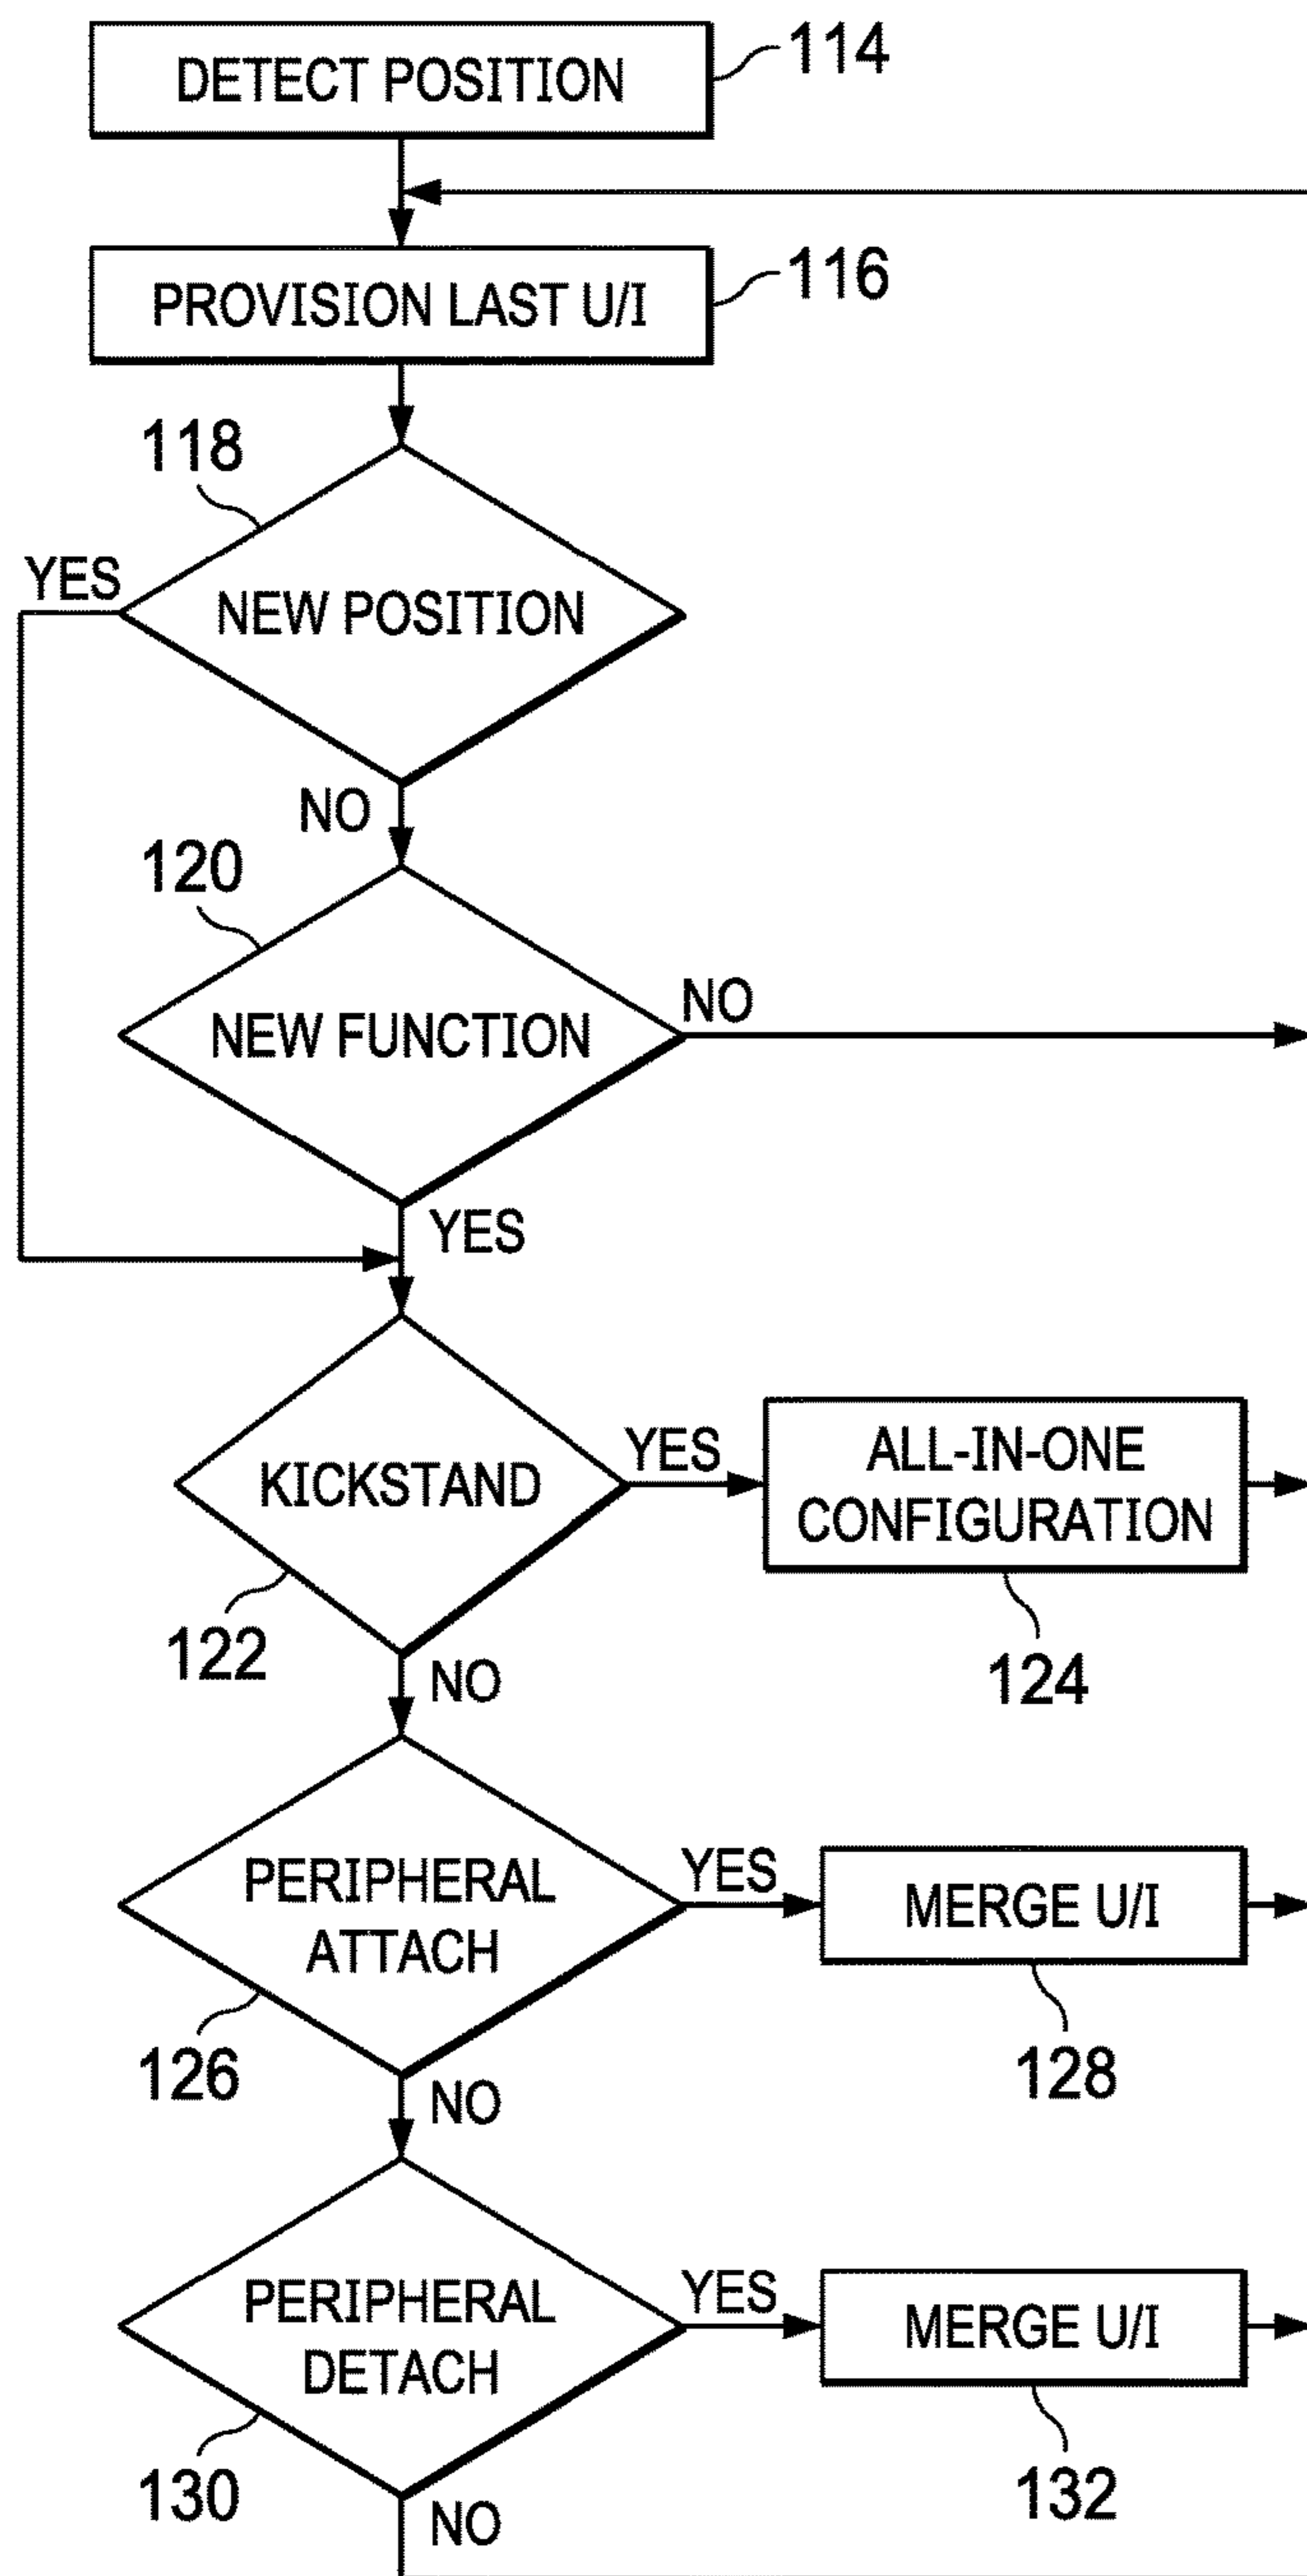 DETECT POSITION
114
PROVISION LAST U/I
116
118
YES
NEW POSITION
NO
120
NEW FUNCTION
NO
YES
KICKSTAND
YES
ALL-IN-ONE
CONFIGURATION
122
124
NO
PERIPHERAL
ATTACH
YES
MERGE U/I
126
128
NO
PERIPHERAL
DETACH
YES
MERGE U/I
130
132
NO